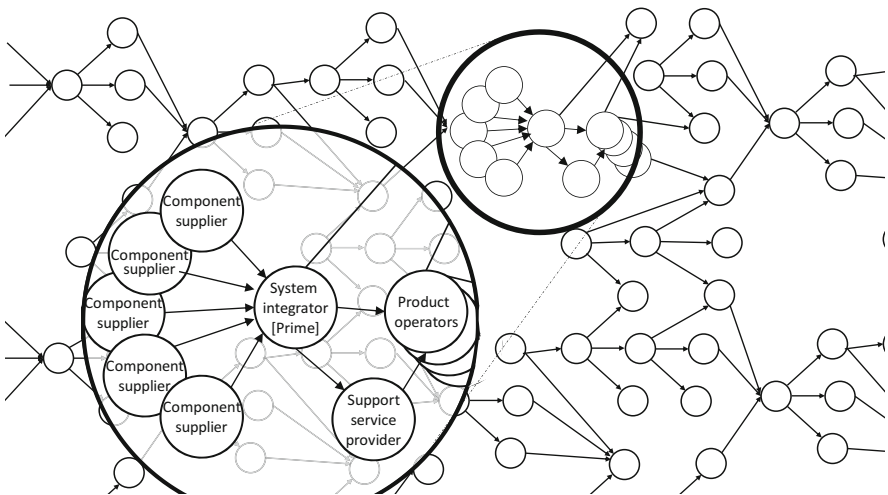 Component
supplier
Component
supplier
Component
supplier
Component
supplier
Component
supplier
System
integrator
[Prime]
Product
operators
Support
service
provider